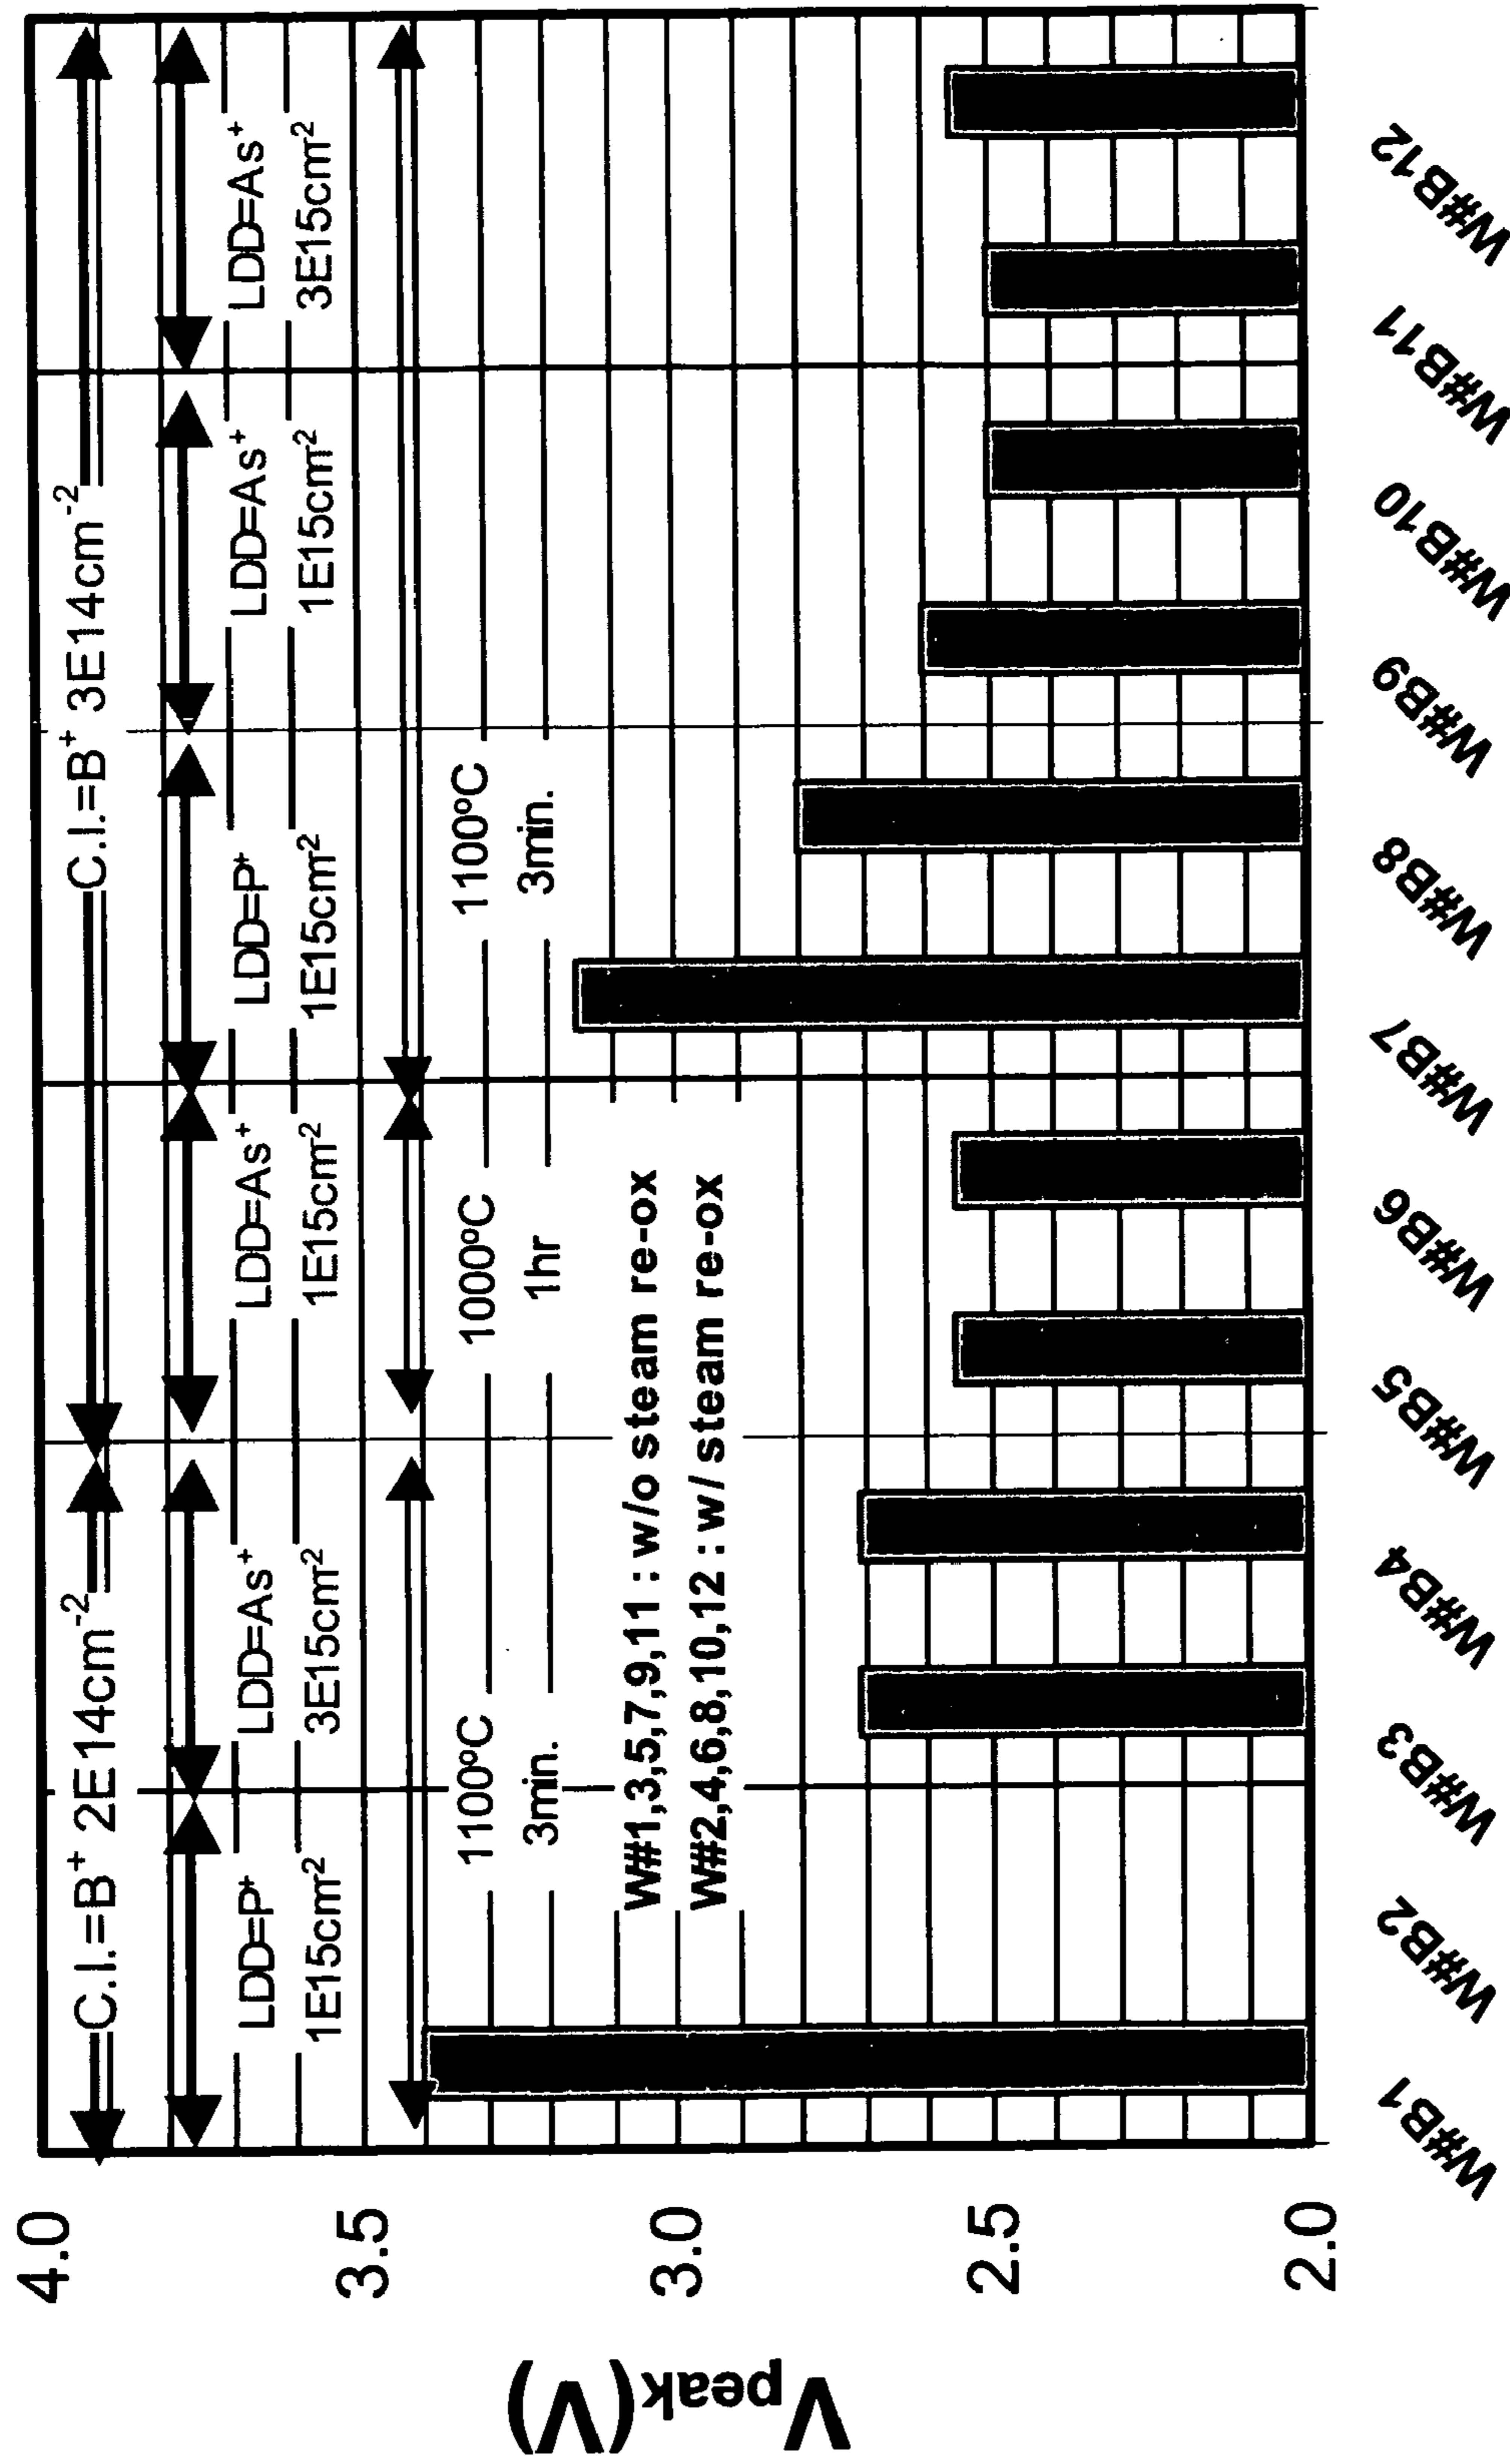 C.I.=B⁺ 2E14cm⁻²
C.I.=B⁺ 3E14cm⁻²
LDD=P⁺
1E15cm²
LDD=As⁺
3E15cm²
LDD=As⁺
1E15cm²
LDD=P⁺
1E15cm²
LDD=As⁺
1E15cm²
LDD=As⁺
3E15cm²
1100ºC
3min.
1000ºC
1hr
1100ºC
3min.
W#1,3,5,7,9,11 : w/o steam re-ox
W#2,4,6,8,10,12 : w/ steam re-ox
Vpeak(V)
4.0
3.5
3.0
2.5
2.0
W#B1
W#B2
W#B3
W#B4
W#B5
W#B6
W#B7
W#B8
W#B9
W#B10
W#B11
W#B12